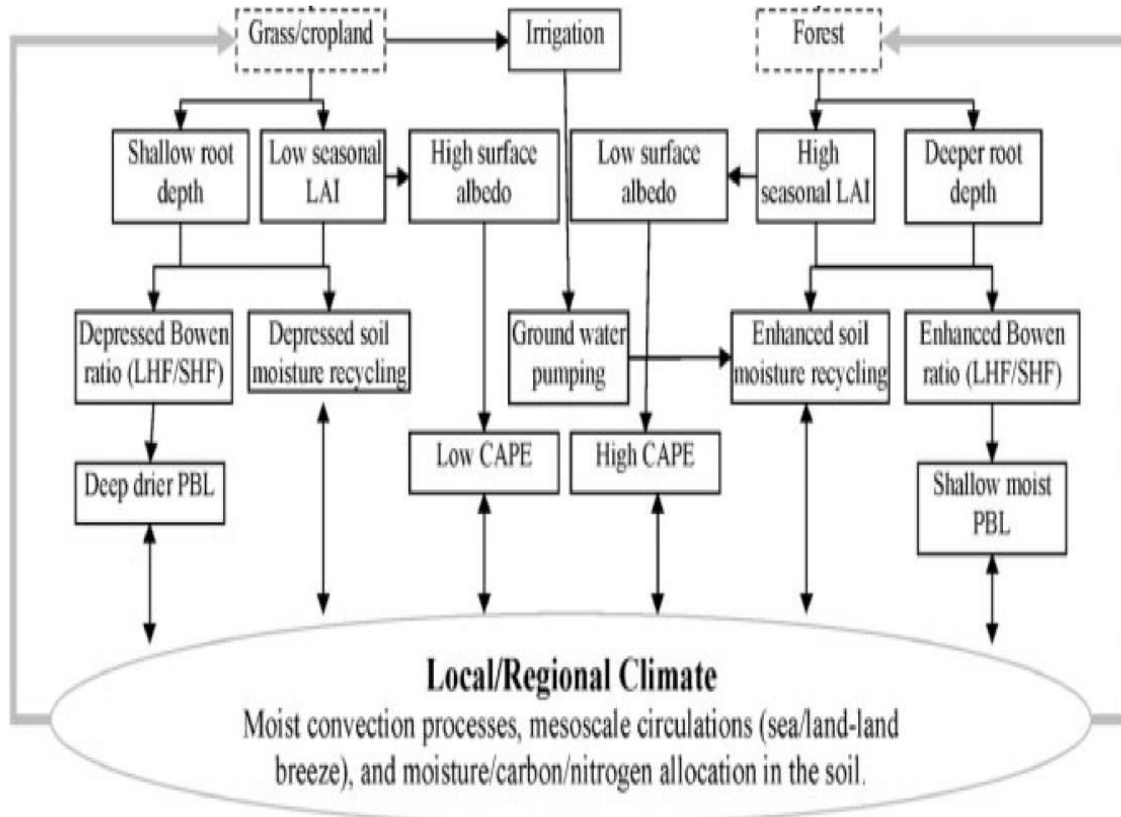 Grass/cropland
Irrigation
Forest
Shallow root
depth
Low seasonal
LAI
High surface
albedo
Low surface
albedo
High
seasonal LAI
Deeper root
depth
Depressed Bowen
ratio (LHF/SHF)
Depressed soil
moisture recycling
Ground water
pumping
Enhanced soil
moisture recycling
Enhanced Bowen
ratio (LHF/SHF)
Deep drier PBL
Low CAPE
High CAPE
Shallow moist
PBL
Local/Regional Climate
Moist convection processes, mesoscale circulations (sea/land-land
breeze), and moisture/carbon/nitrogen allocation in the soil.